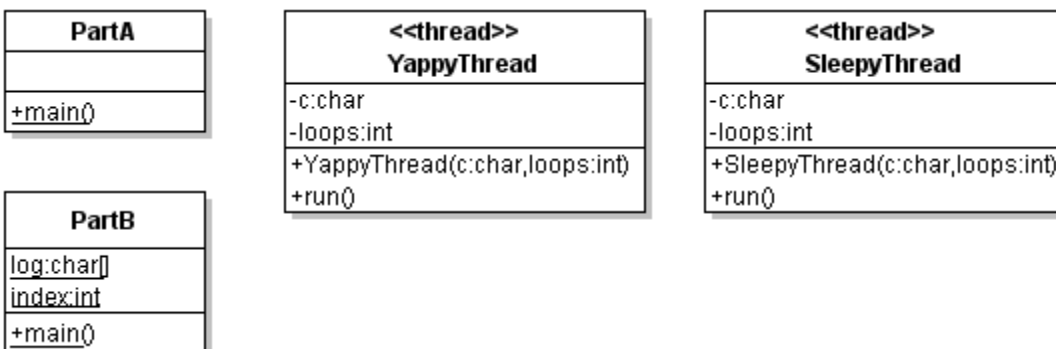 PartA
+main()
<<thread>>
YappyThread
-c:char
-loops:int
+YappyThread(c:char,loops:int)
+run()
<<thread>>
SleepyThread
-c:char
-loops:int
+SleepyThread(c:char,loops:int)
+run()
PartB
log:char[]
index:int
+main()